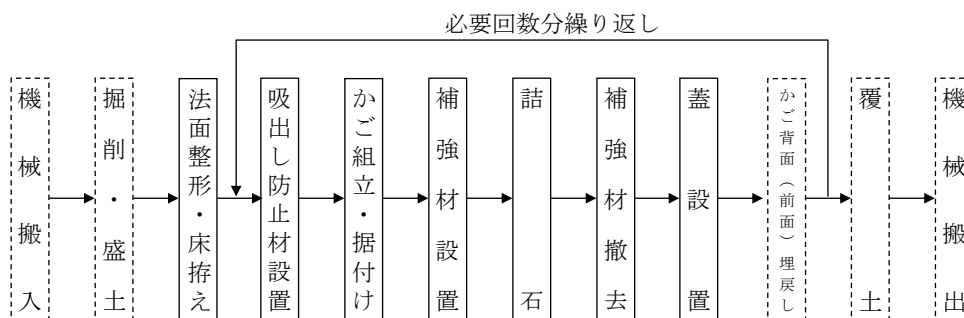 必要回数分繰り返し
機械搬入
掘削・盛土
法面整形・床拵え
吸出し防止材設置
かご組立・据付け
補強材設置
詰石
補強材撤去
蓋設置
かご背面（前面）埋戻し
覆土
機械搬出